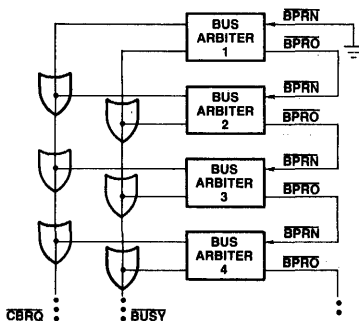 BUS
ARBITER
1
BPRN
BPRO
BUS
ARBITER
2
BPRN
BPRO
BUS
ARBITER
3
BPRN
BPRO
BUS
ARBITER
4
BPRN
BPRO
CBRQ
BUSY